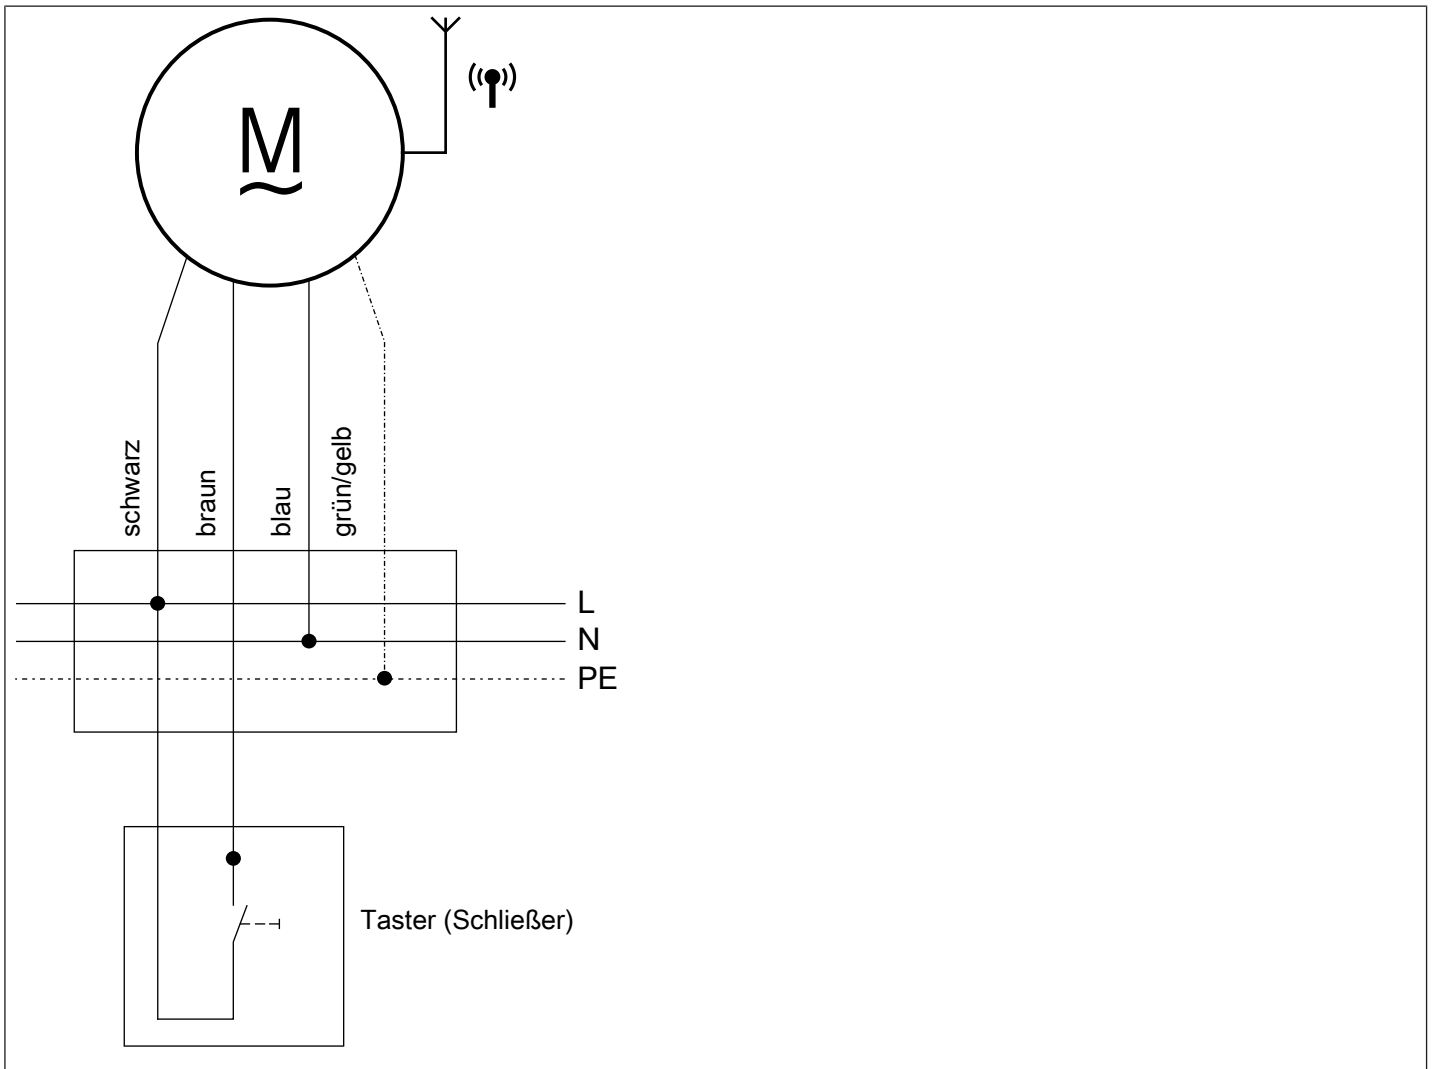 M
schwarz
braun
blau
grün/gelb
L
N
PE
Taster (Schließer)